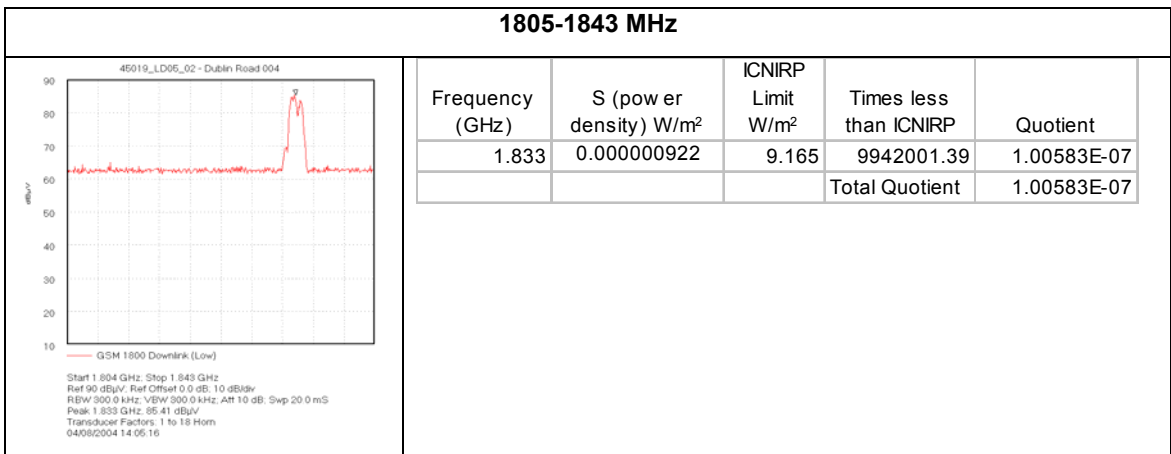 1805-1843 MHz
45019_LD05_02 - Dublin Road 004
90
80
70
60
50
40
30
20
10
dBµV
GSM 1800 Downlink (Low)
Start 1.804 GHz; Stop 1.843 GHz
Ref 90 dBµV; Ref Offset 0.0 dB; 10 dB/div
RBW 300.0 kHz; VBW 300.0 kHz; Att 10 dB; Swp 20.0 mS
Peak 1.833 GHz, 85.41 dBµV
Transducer Factors: 1 to 18 Horn
04/08/2004 14:05:16
Frequency (GHz) S (pow er density) W/m² ICNIRP Limit W/m² Times less than ICNIRP Quotient
1.833 0.000000922 9.165 9942001.39 1.00583E-07
Total Quotient 1.00583E-07